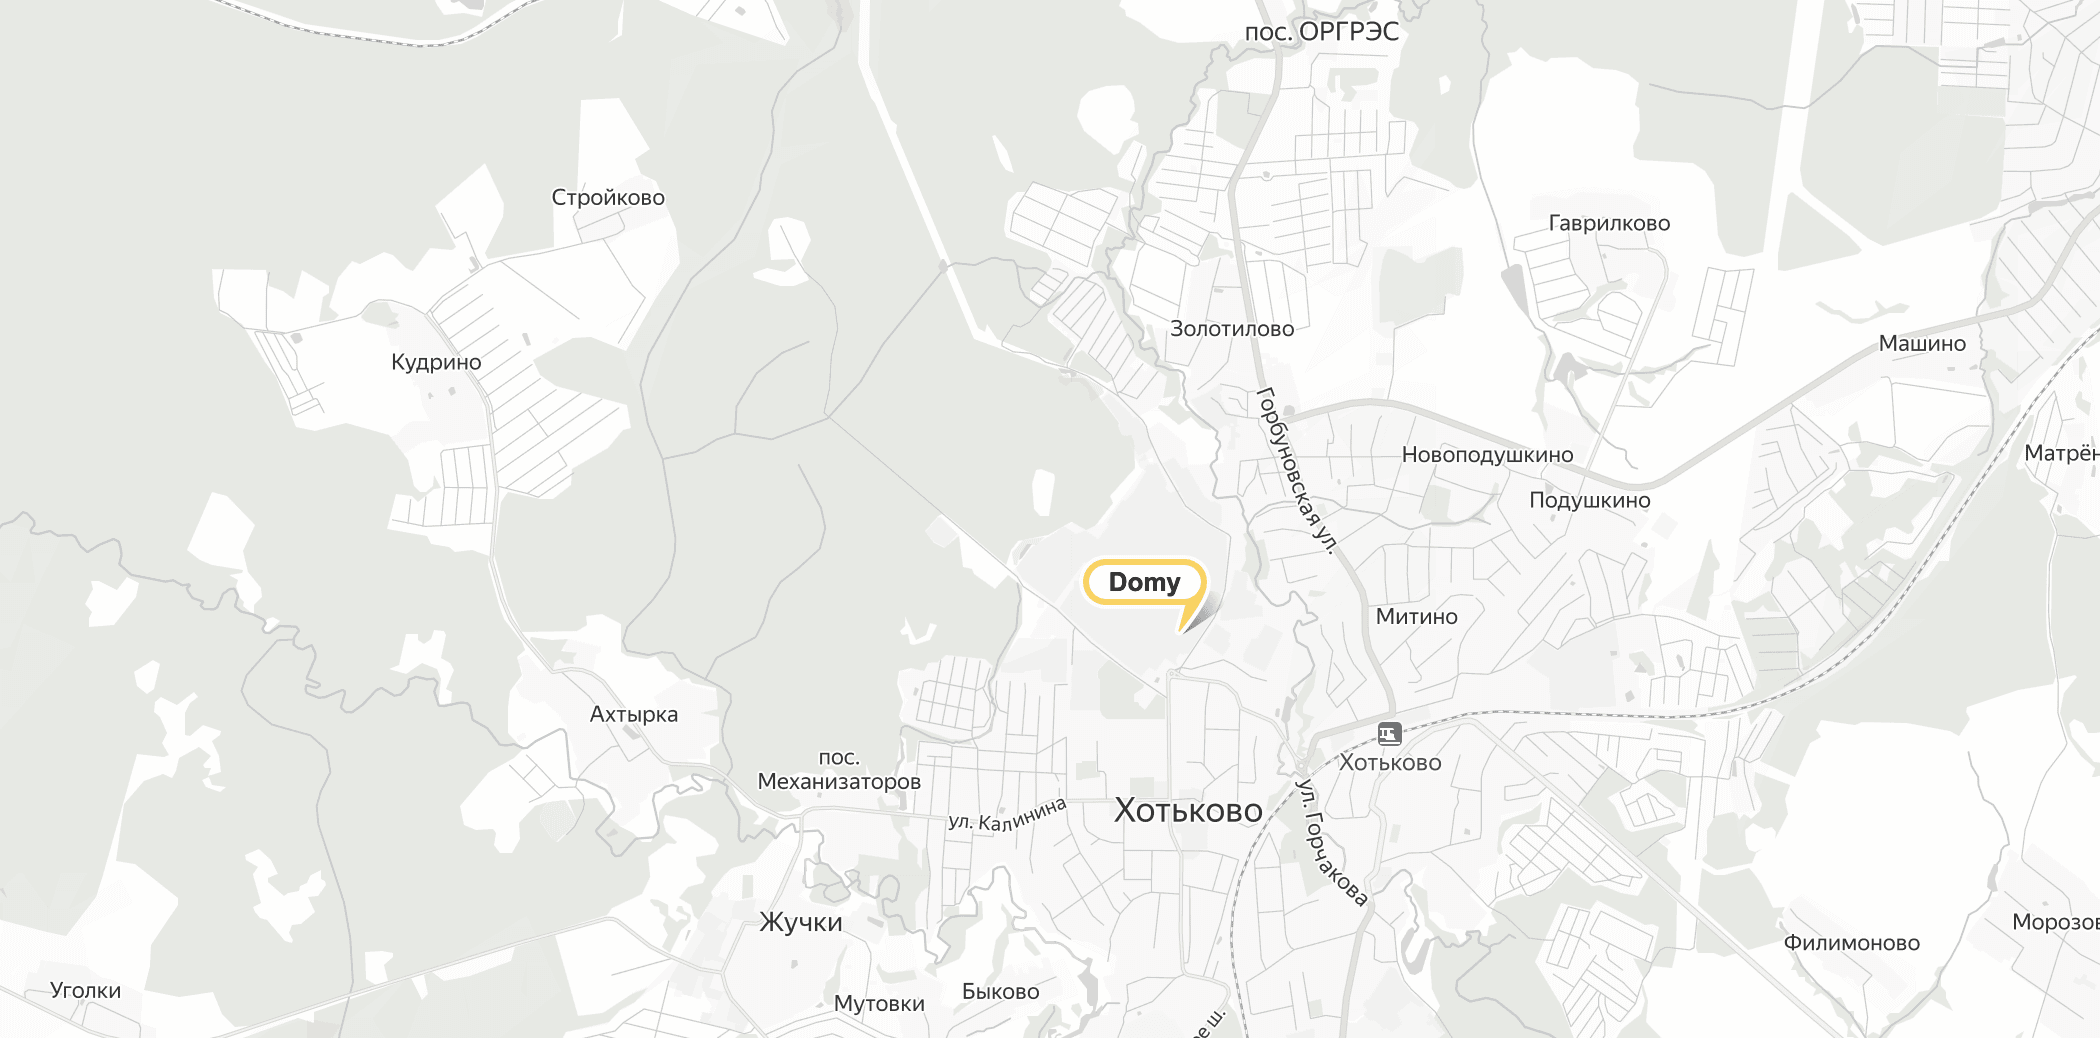 пос. ОРГРЭС
Стройково
Гаврилково
Золотилово
Машино
Кудрино
Горбуновская ул.
Новоподушкино
Матрён
Подушкино
Domy
Митино
Ахтырка
пос.
Механизаторов
Хотьково
ул. Калинина
Хотьково
ул. Горчакова
Жучки
Морозов
Филимоново
Уголки
Быково
Мутовки
ое ш.